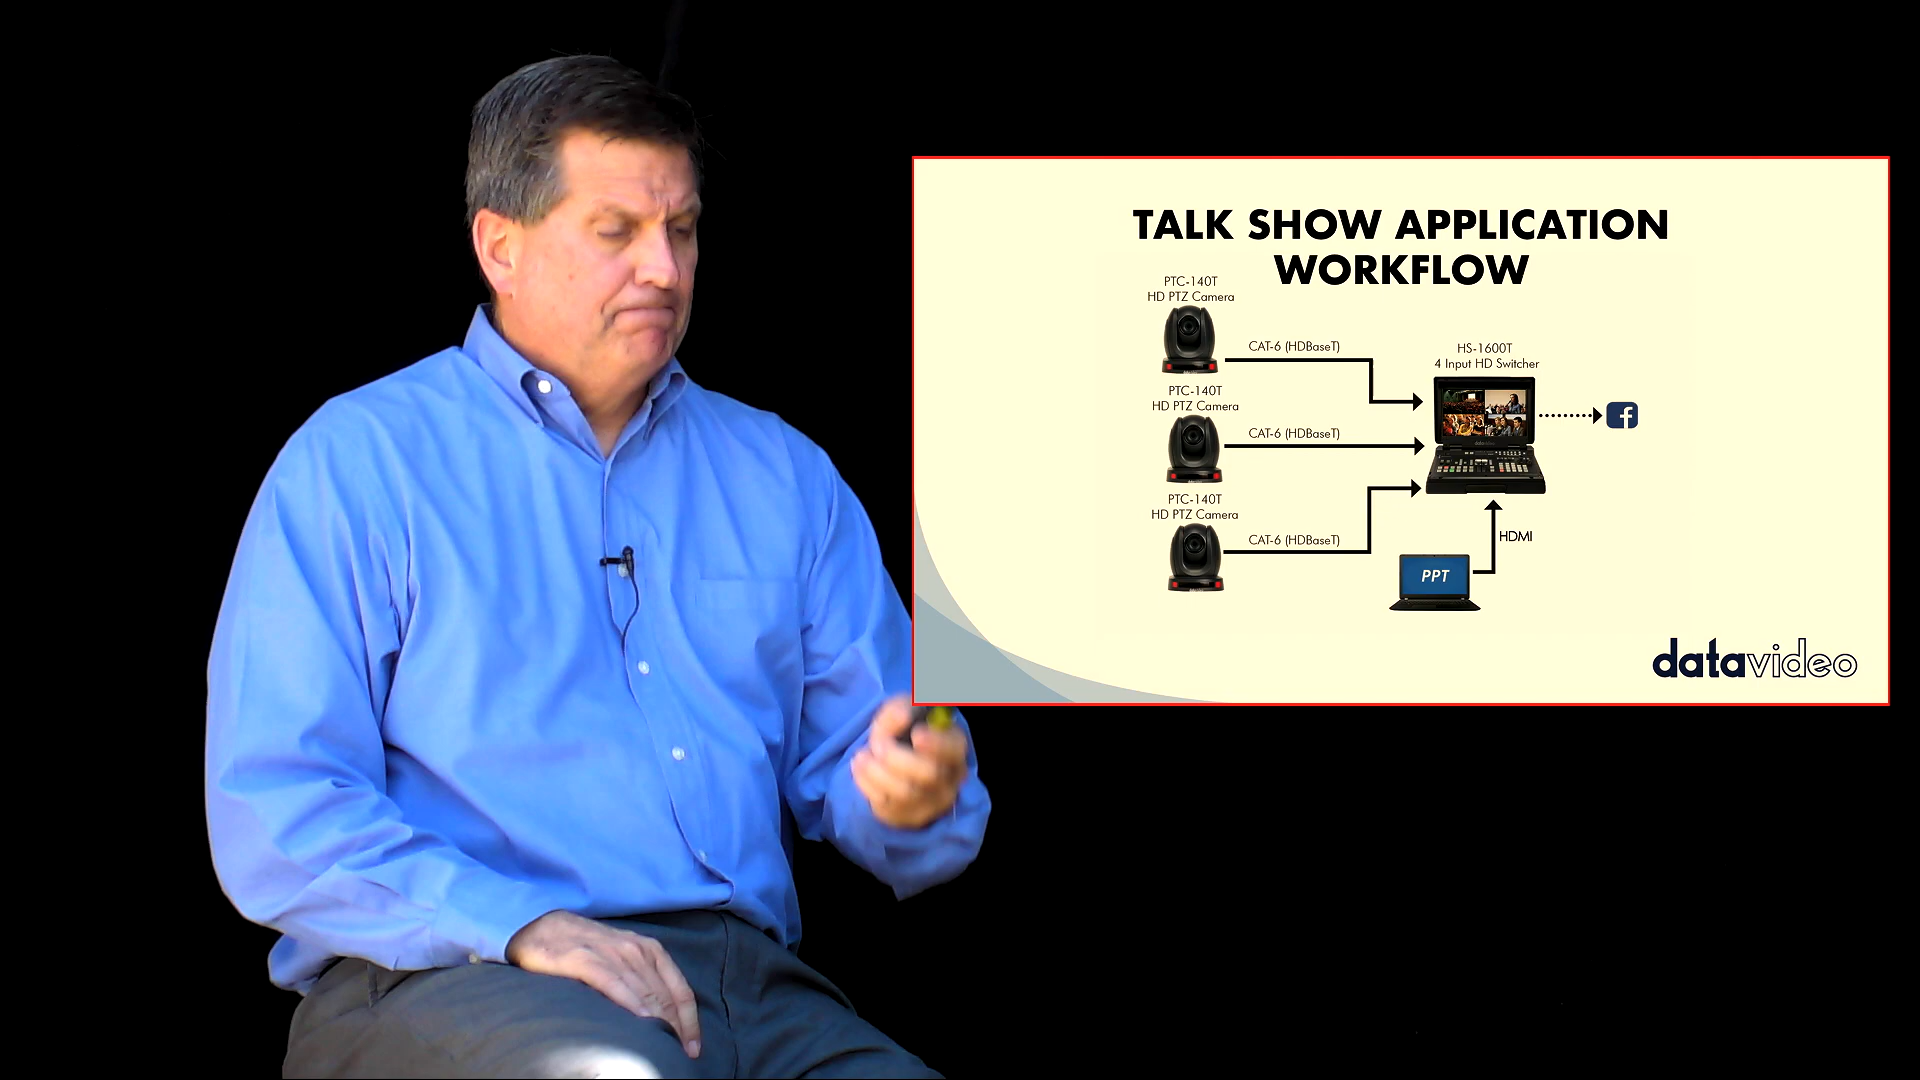 TALK SHOW APPLICATION
WORKFLOW
PTC-140T
HD PTZ Camera
CAT-6 (HDBaseT)
PTC-140T
HD PTZ Camera
CAT-6 (HDBaseT)
PTC-140T
HD PTZ Camera
CAT-6 (HDBaseT)
HS-1600T
4 Input HD Switcher
f
HDMI
PPT
datavideo